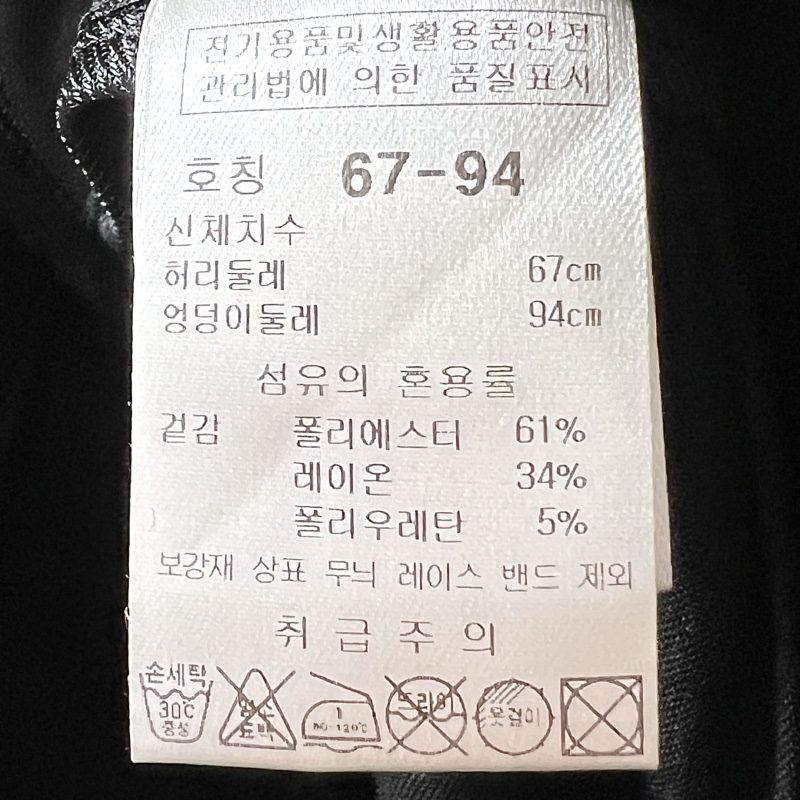 전기용품및생활용품안전
관리법에 의한 품질표시
호칭 67-94
신체치수
허리둘레 67cm
엉덩이둘레 94cm
섬유의 혼용률
겉감 폴리에스터 61%
레이온 34%
폴리우레탄 5%
보강재 상표 무늬 레이스 밴드 제외
취급주의
손세탁
30℃
중성
염소
표백
드라이
옷걸이